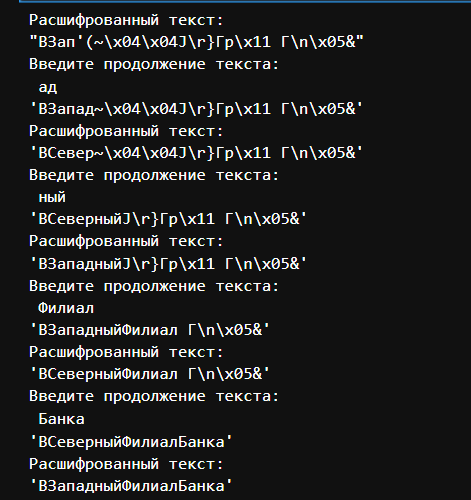 Расшифрованный текст:
"ВЗап'(~\x04\x04J\r}Гр\x11 Г\n\x05&"
Введите продолжение текста:
ад
'ВЗапад~\x04\x04J\r}Гр\x11 Г\n\x05&'
Расшифрованный текст:
'ВСевер~\x04\x04J\r}Гр\x11 Г\n\x05&'
Введите продолжение текста:
ный
'ВСеверныйJ\r}Гр\x11 Г\n\x05&'
Расшифрованный текст:
'ВЗападныйJ\r}Гр\x11 Г\n\x05&'
Введите продолжение текста:
Филиал
'ВЗападныйФилиал Г\n\x05&'
Расшифрованный текст:
'ВСеверныйФилиал Г\n\x05&'
Введите продолжение текста:
Банка
'ВСеверныйФилиалБанка'
Расшифрованный текст:
'ВЗападныйФилиалБанка'